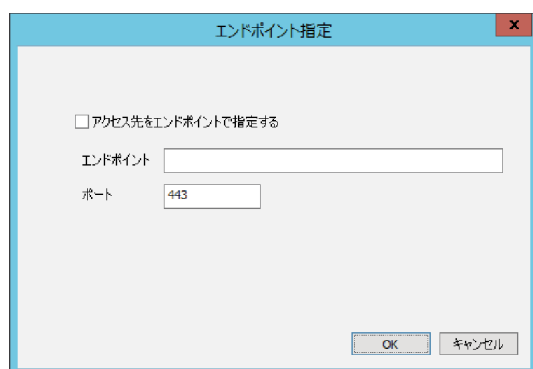 エンドポイント指定
x
アクセス先をエンドポイントで指定する
エンドポイント
ポート 443
OK キャンセル